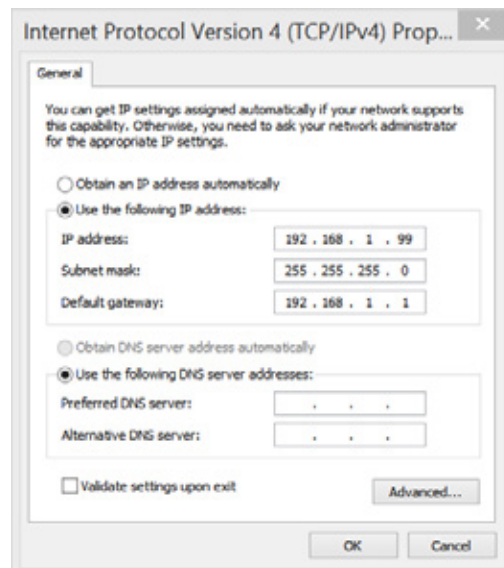 Internet Protocol Version 4 (TCP/IPv4) Prop...
General
You can get IP settings assigned automatically if your network supports
this capability. Otherwise, you need to ask your network administrator
for the appropriate IP settings.
Obtain an IP address automatically
Use the following IP address:
IP address: 192 . 168 . 1 . 99
Subnet mask: 255 . 255 . 255 . 0
Default gateway: 192 . 168 . 1 . 1
Obtain DNS server address automatically
Use the following DNS server addresses:
Preferred DNS server: . . .
Alternative DNS server: . . .
Validate settings upon exit
Advanced...
OK Cancel